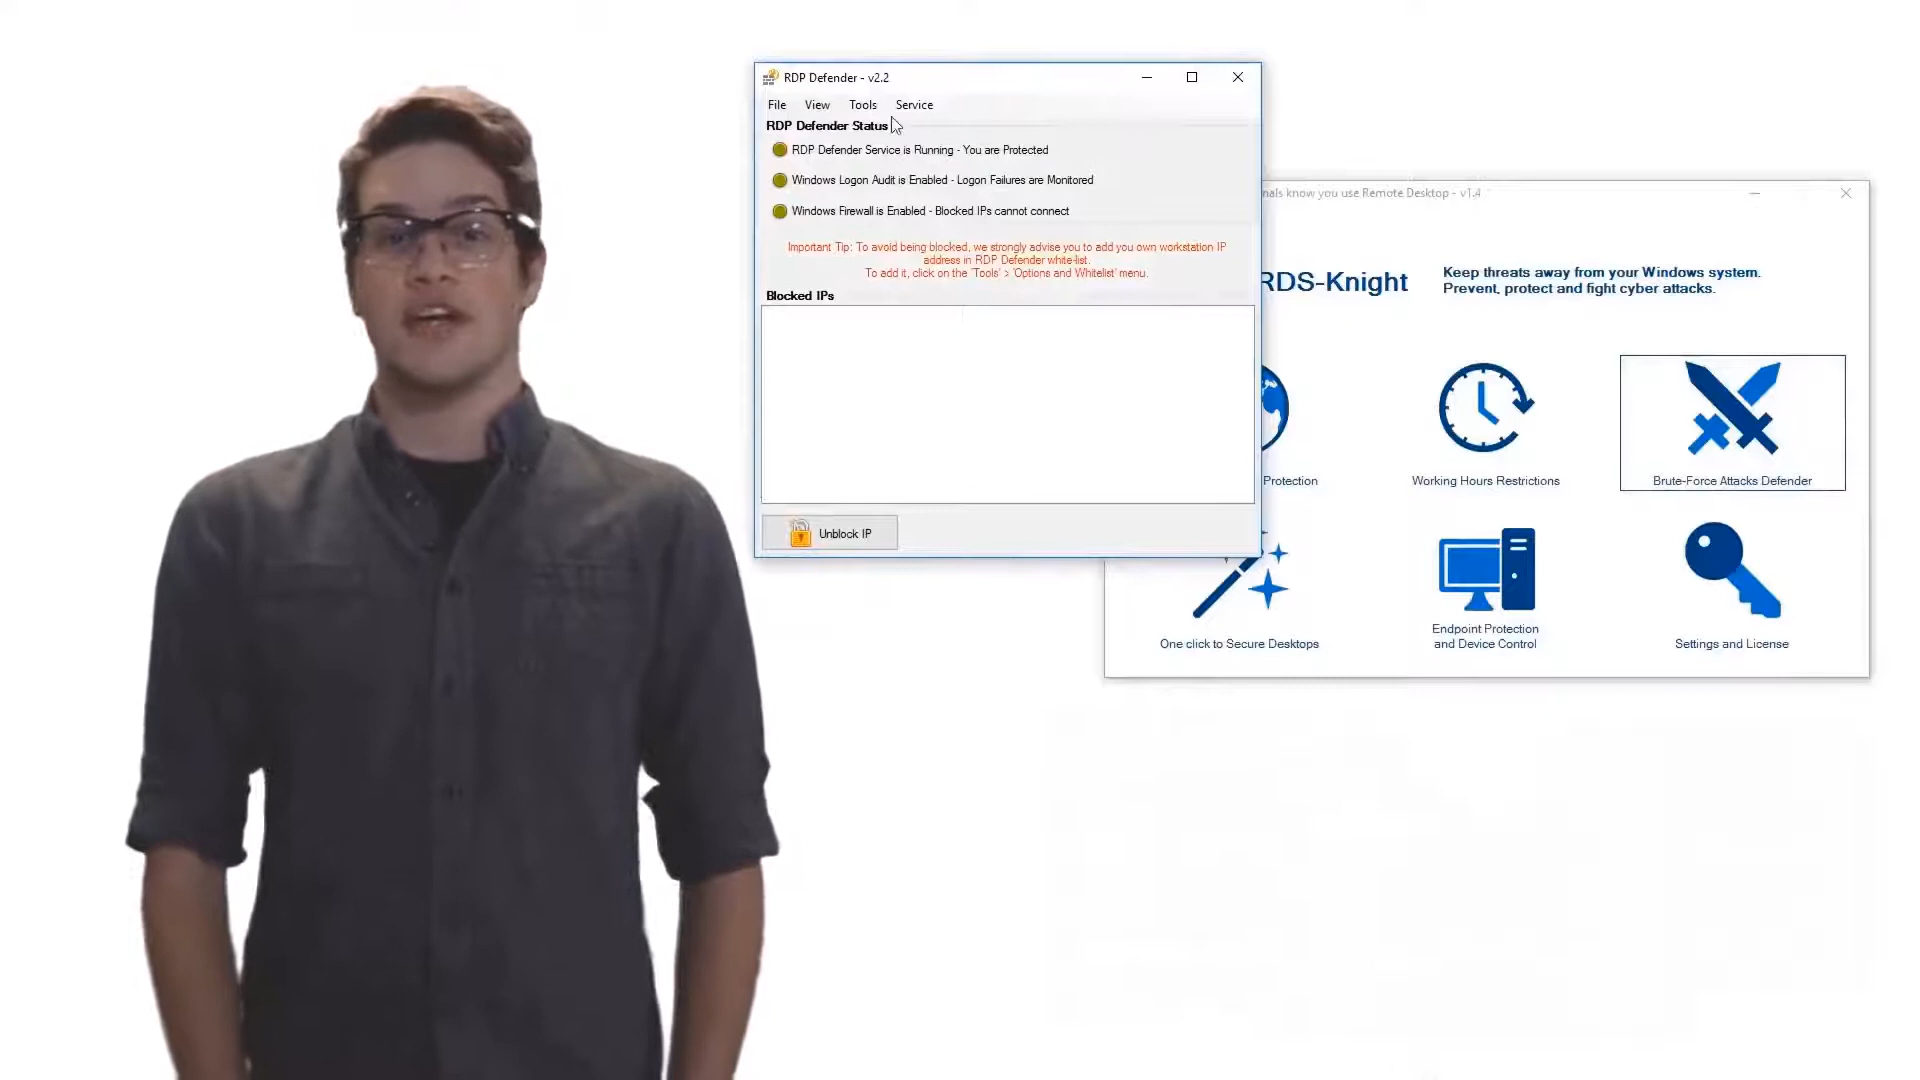 RDP Defender - v2.2
File View Tools Service
RDP Defender Status
RDP Defender Service is Running - You are Protected
Windows Logon Audit is Enabled - Logon Failures are Monitored
Windows Firewall is Enabled - Blocked IPs cannot connect
Important Tip: To avoid being blocked, we strongly advise you to add you own workstation IP
address in RDP Defender white-list.
To add it, click on the 'Tools' > 'Options and Whitelist' menu.
Blocked IPs
Unblock IP
know you use Remote Desktop - v1.4
RDS-Knight
Keep threats away from your Windows system.
Prevent, protect and fight cyber attacks.
Protection
Working Hours Restrictions
Brute-Force Attacks Defender
One click to Secure Desktops
Endpoint Protection
and Device Control
Settings and License